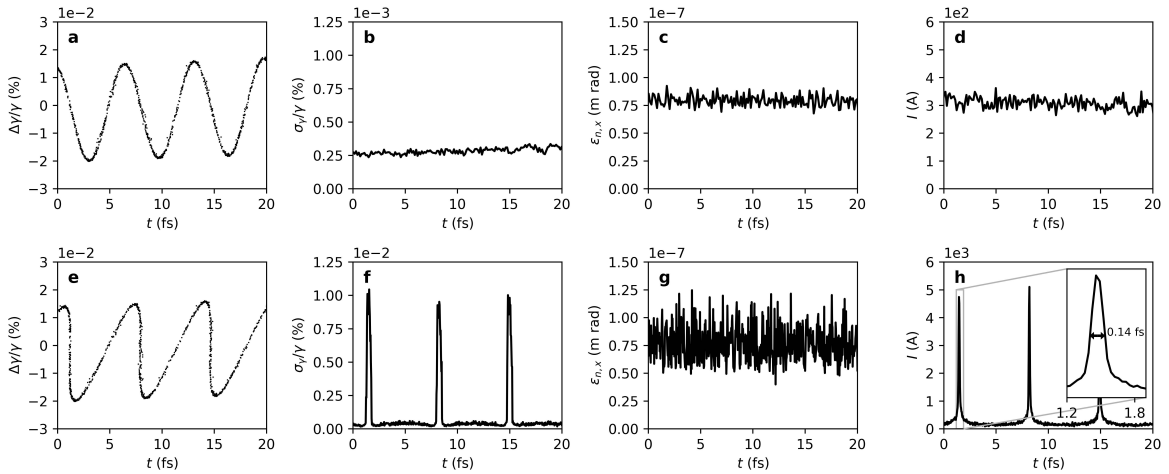 1e−2
a
3
2
1
0
−1
−2
−3
Δγ/γ (%)
0 5 10 15 20
t (fs)
1e−3
b
1.25
1.00
0.75
0.50
0.25
0.00
σγ/γ (%)
0 5 10 15 20
t (fs)
1e−7
c
1.50
1.25
1.00
0.75
0.50
0.25
0.00
εn,x (m rad)
0 5 10 15 20
t (fs)
1e2
d
6
5
4
3
2
1
0
I (A)
0 5 10 15 20
t (fs)
1e−2
e
3
2
1
0
−1
−2
−3
Δγ/γ (%)
0 5 10 15 20
t (fs)
1e−2
f
1.25
1.00
0.75
0.50
0.25
0.00
σγ/γ (%)
0 5 10 15 20
t (fs)
1e−7
g
1.50
1.25
1.00
0.75
0.50
0.25
0.00
εn,x (m rad)
0 5 10 15 20
t (fs)
1e3
h
6
5
4
3
2
1
0
I (A)
0.14 fs
1.2 1.8
0 5 10 15 20
t (fs)